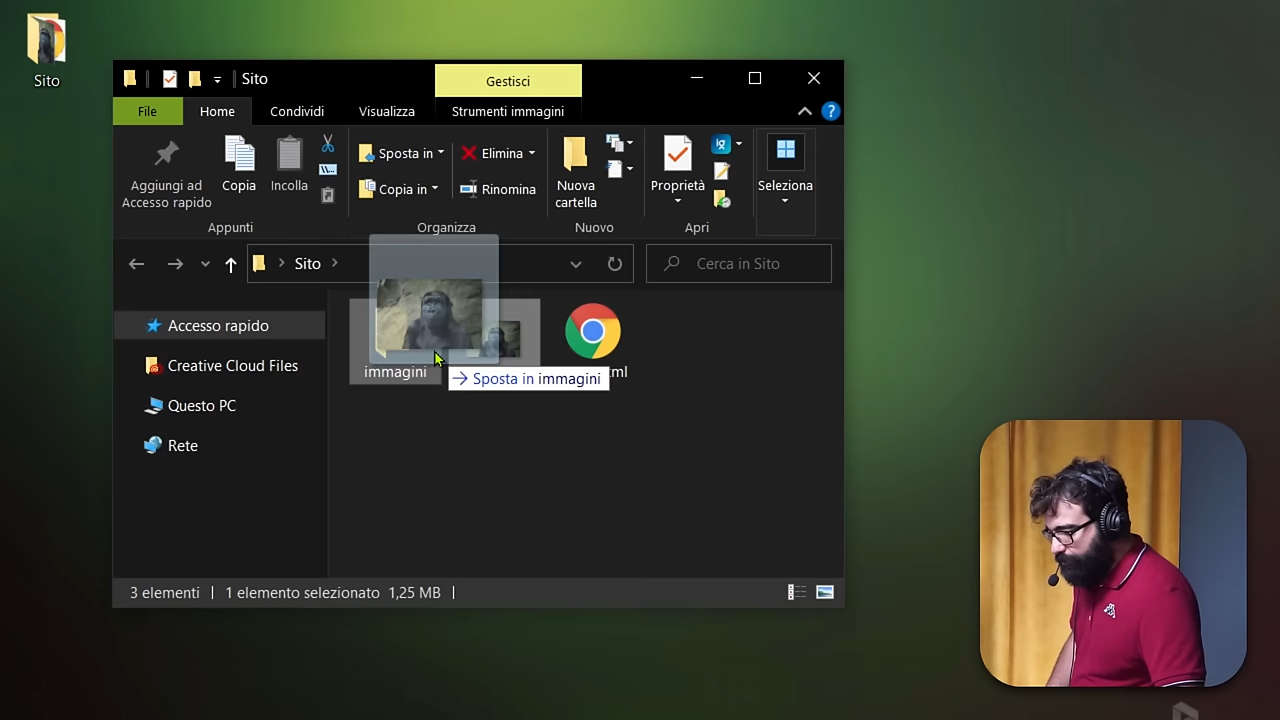 Sito
Sito
Gestisci
File
Home
Condividi
Visualizza
Strumenti immagini
?
Aggiungi ad
Accesso rapido
Copia
Incolla
Sposta in
Copia in
Elimina
Rinomina
Nuova
cartella
Proprietà
Seleziona
Appunti
Organizza
Nuovo
Apri
Sito
Cerca in Sito
Accesso rapido
Creative Cloud Files
Questo PC
Rete
immagini
ml
Sposta in immagini
3 elementi
1 elemento selezionato 1,25 MB